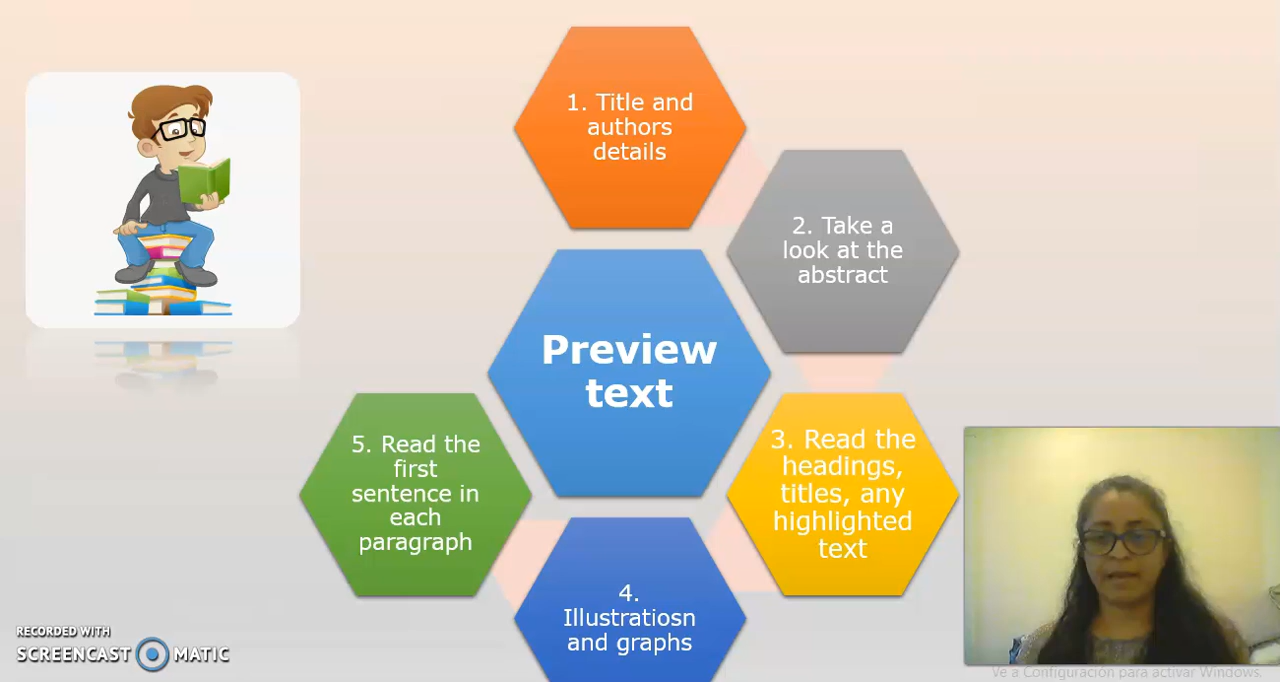 1. Title and
authors
details
2. Take a
look at the
abstract
Preview
text
3. Read the
headings,
titles, any
highlighted
text
4.
Illustratiosn
and graphs
5. Read the
first
sentence in
each
paragraph
RECORDED WITH
SCREENCAST MATIC
Ve a Configuración para activar Windows.